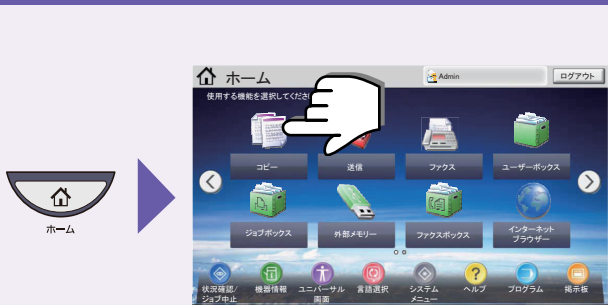 ホーム
ホーム
Admin
ログアウト
使用する機能を選択してくださ
コピー
送信
ファクス
ユーザーボックス
ジョブボックス
外部メモリー
ファクスボックス
インターネット
ブラウザー
状況確認/
ジョブ中止
機器情報
ユニバーサル
画面
言語選択
システム
メニュー
ヘルプ
プログラム
掲示板